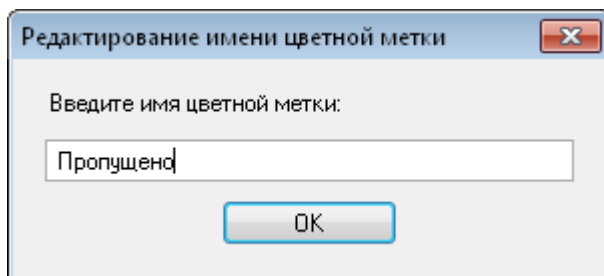 Редактирование имени цветной метки
Введите имя цветной метки:
Пропущено
OK